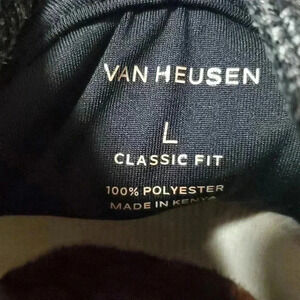 VAN HEUSEN
L
CLASSIC FIT
100% POLYESTER
MADE IN KENYA